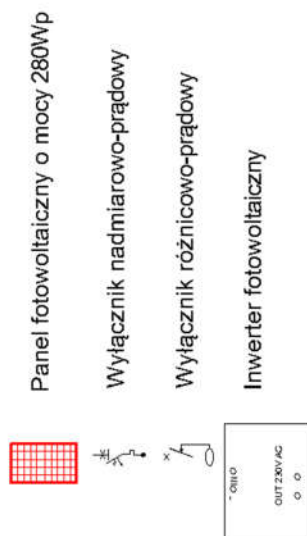 Panel fotowoltaiczny o mocy 280Wp
Wyłącznik nadmiarowo-prądowy
Wyłącznik różnicowo-prądowy
Inwerter fotowoltaiczny
OUT 230V AC